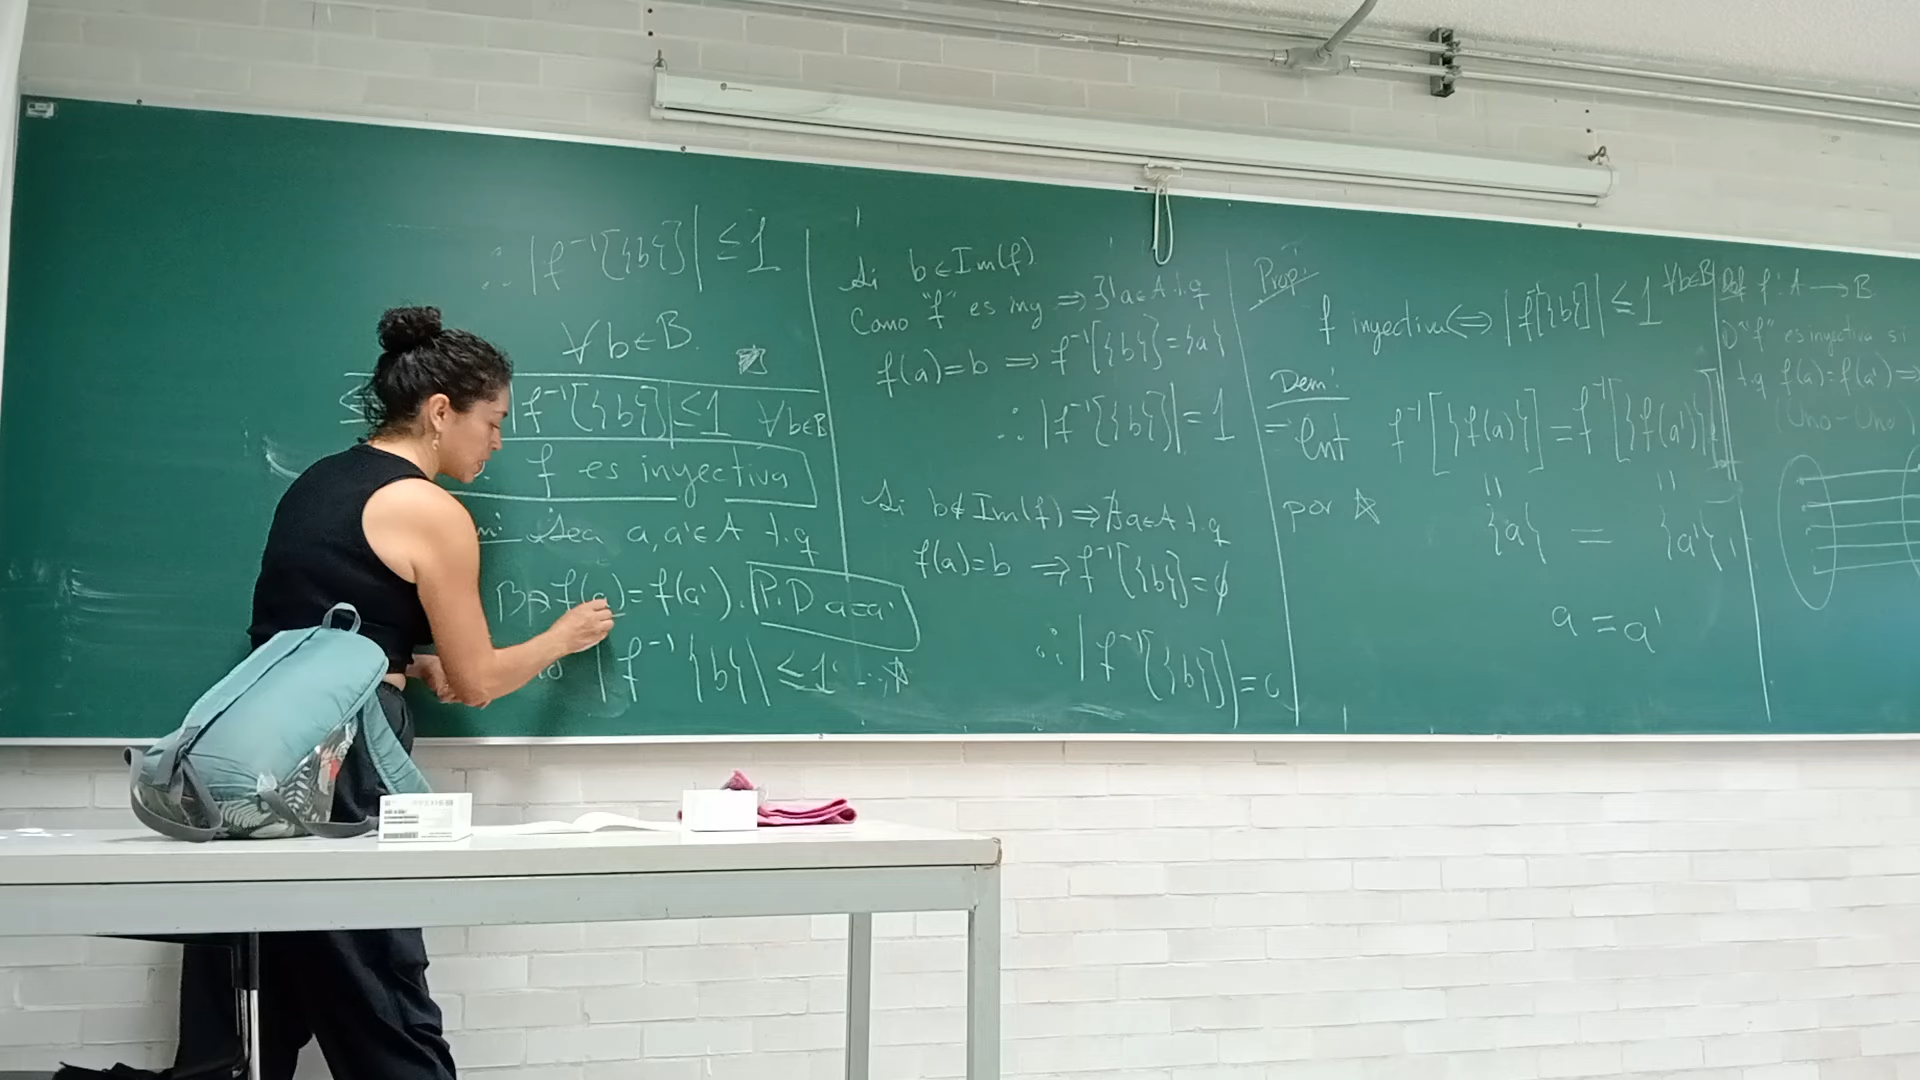 ∴ |f⁻¹[{b}]| ≤ 1
∀ b ∈ B.
|f⁻¹[{b}]| ≤ 1 ∀b∈B
f es inyectiva
Sea a, a' ∈ A t.q
B∋f(a) = f(a'). P.D a=a'
|f⁻¹{b}| ≤ 1 ...☆
Si b ∈ Im(f)
Como "f" es iny ⇒ ∃! a∈A t.q
f(a) = b ⇒ f⁻¹[{b}] = {a}
∴ |f⁻¹[{b}]| = 1
Si b ∉ Im(f) ⇒ ∄ a∈A t.q
f(a) = b ⇒ f⁻¹[{b}] = ∅
∴ |f⁻¹[{b}]| = 0
Prop:
f inyectiva ⇔ |f⁻¹[{b}]| ≤ 1 ∀b∈B
Dem:
⇒ Ent f⁻¹[{f(a)}] = f⁻¹[{f(a')}]
por ☆ {a} = {a'}
a = a'
Def f: A → B
"f" es inyectiva si
t.q f(a) = f(a') ⇒
(Uno-Uno)